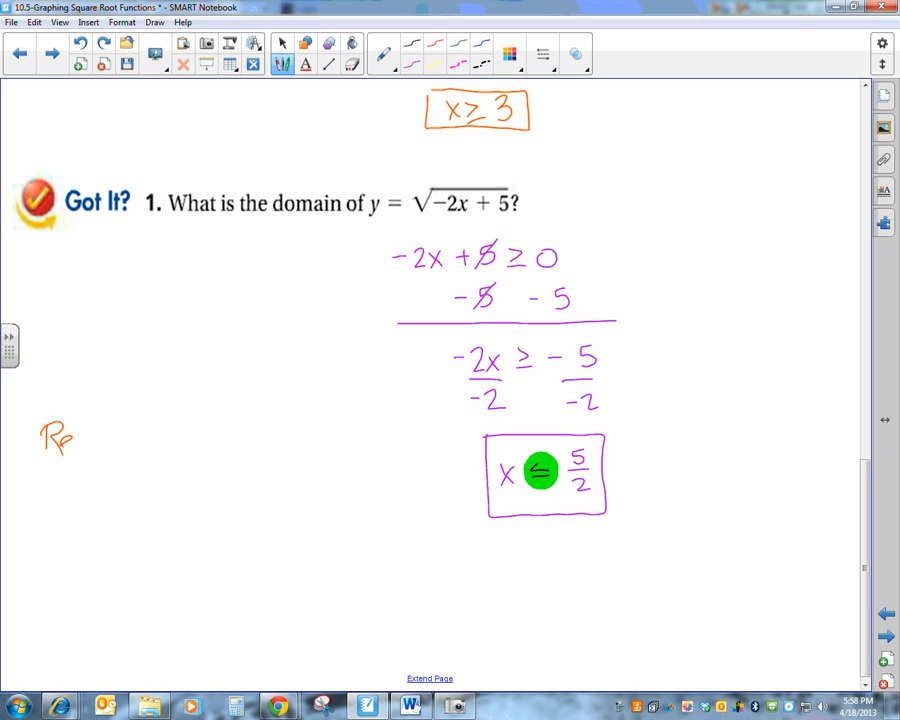 10.5-Graphing Square Root Functions * - SMART Notebook
File Edit View Insert Format Draw Help
x ≥ 3
Got It? 1. What is the domain of y = √−2x + 5?
-2x + 5 ≥ 0
- 5 - 5
-2x ≥ - 5
-2 -2
x ≤ 5/2
Re
Extend Page
5:58 PM
4/18/2013